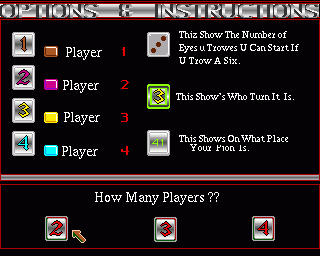 OPTIONS & INSTRUCTIONS
1 Player 1
This Show The Number of
Eyes u Trowes U Can Start If
U Trow A Six.
2 Player 2
3 Player 3
3 This Show's Who Turn It Is.
4 Player 4
41 This Shows On What Place
Your Pion Is.
How Many Players ??
2 3 4